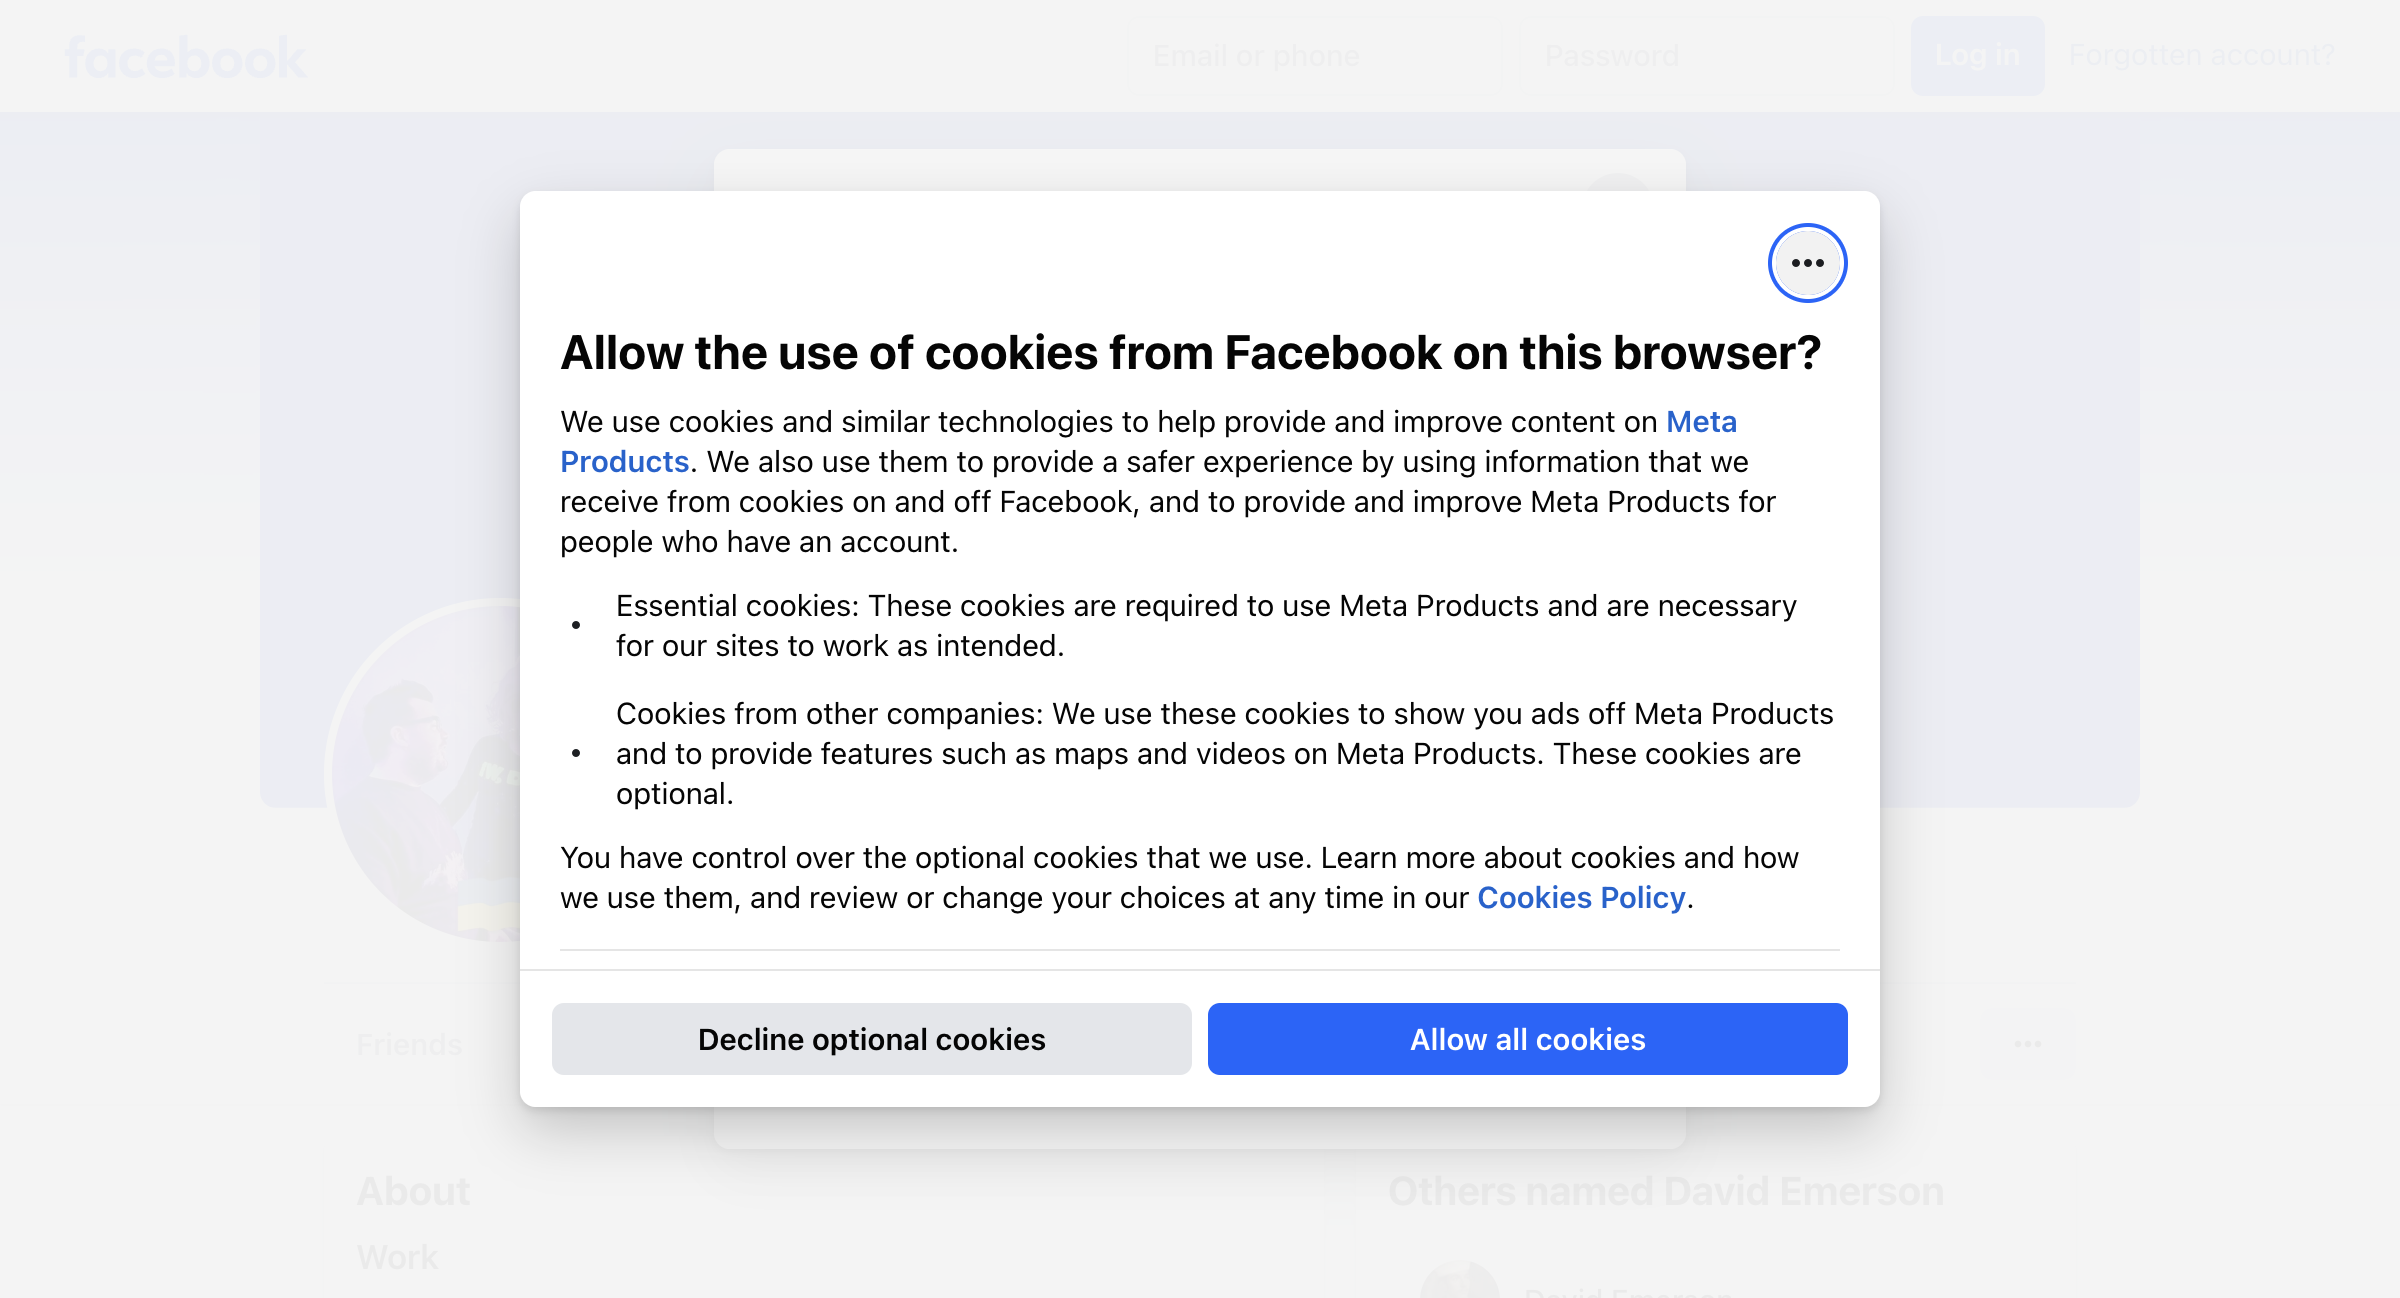 facebook
Email or phone
Password
Log in
Forgotten account?
Allow the use of cookies from Facebook on this browser?
We use cookies and similar technologies to help provide and improve content on Meta
Products. We also use them to provide a safer experience by using information that we
receive from cookies on and off Facebook, and to provide and improve Meta Products for
people who have an account.
• Essential cookies: These cookies are required to use Meta Products and are necessary
for our sites to work as intended.
• Cookies from other companies: We use these cookies to show you ads off Meta Products
and to provide features such as maps and videos on Meta Products. These cookies are
optional.
You have control over the optional cookies that we use. Learn more about cookies and how
we use them, and review or change your choices at any time in our Cookies Policy.
Decline optional cookies
Allow all cookies
Friends
About
Work
Others named David Emerson
David Emerson